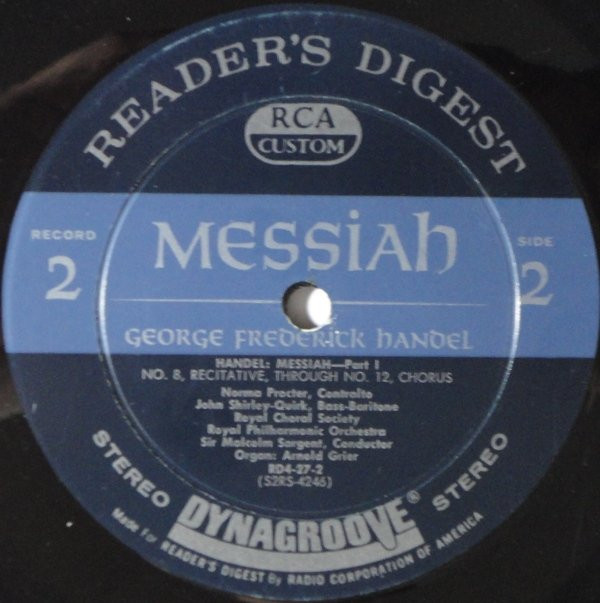 READER'S DIGEST
RCA
CUSTOM
RECORD
2
MESSIAh
SIDE
2
GEORGE FREDERICK hANDEL
HANDEL: MESSIAH—Part I
NO. 8, RECITATIVE, THROUGH NO. 12, CHORUS
Norma Procter, Contralto
John Shirley-Quirk, Bass-Baritone
Royal Choral Society
Royal Philharmonic Orchestra
Sir Malcolm Sargent, Conductor
Organ: Arnold Grier
RD4-27-2
(S2RS-4246)
STEREO
DYNAGROOVE®
STEREO
Made for READER'S DIGEST By RADIO CORPORATION OF AMERICA